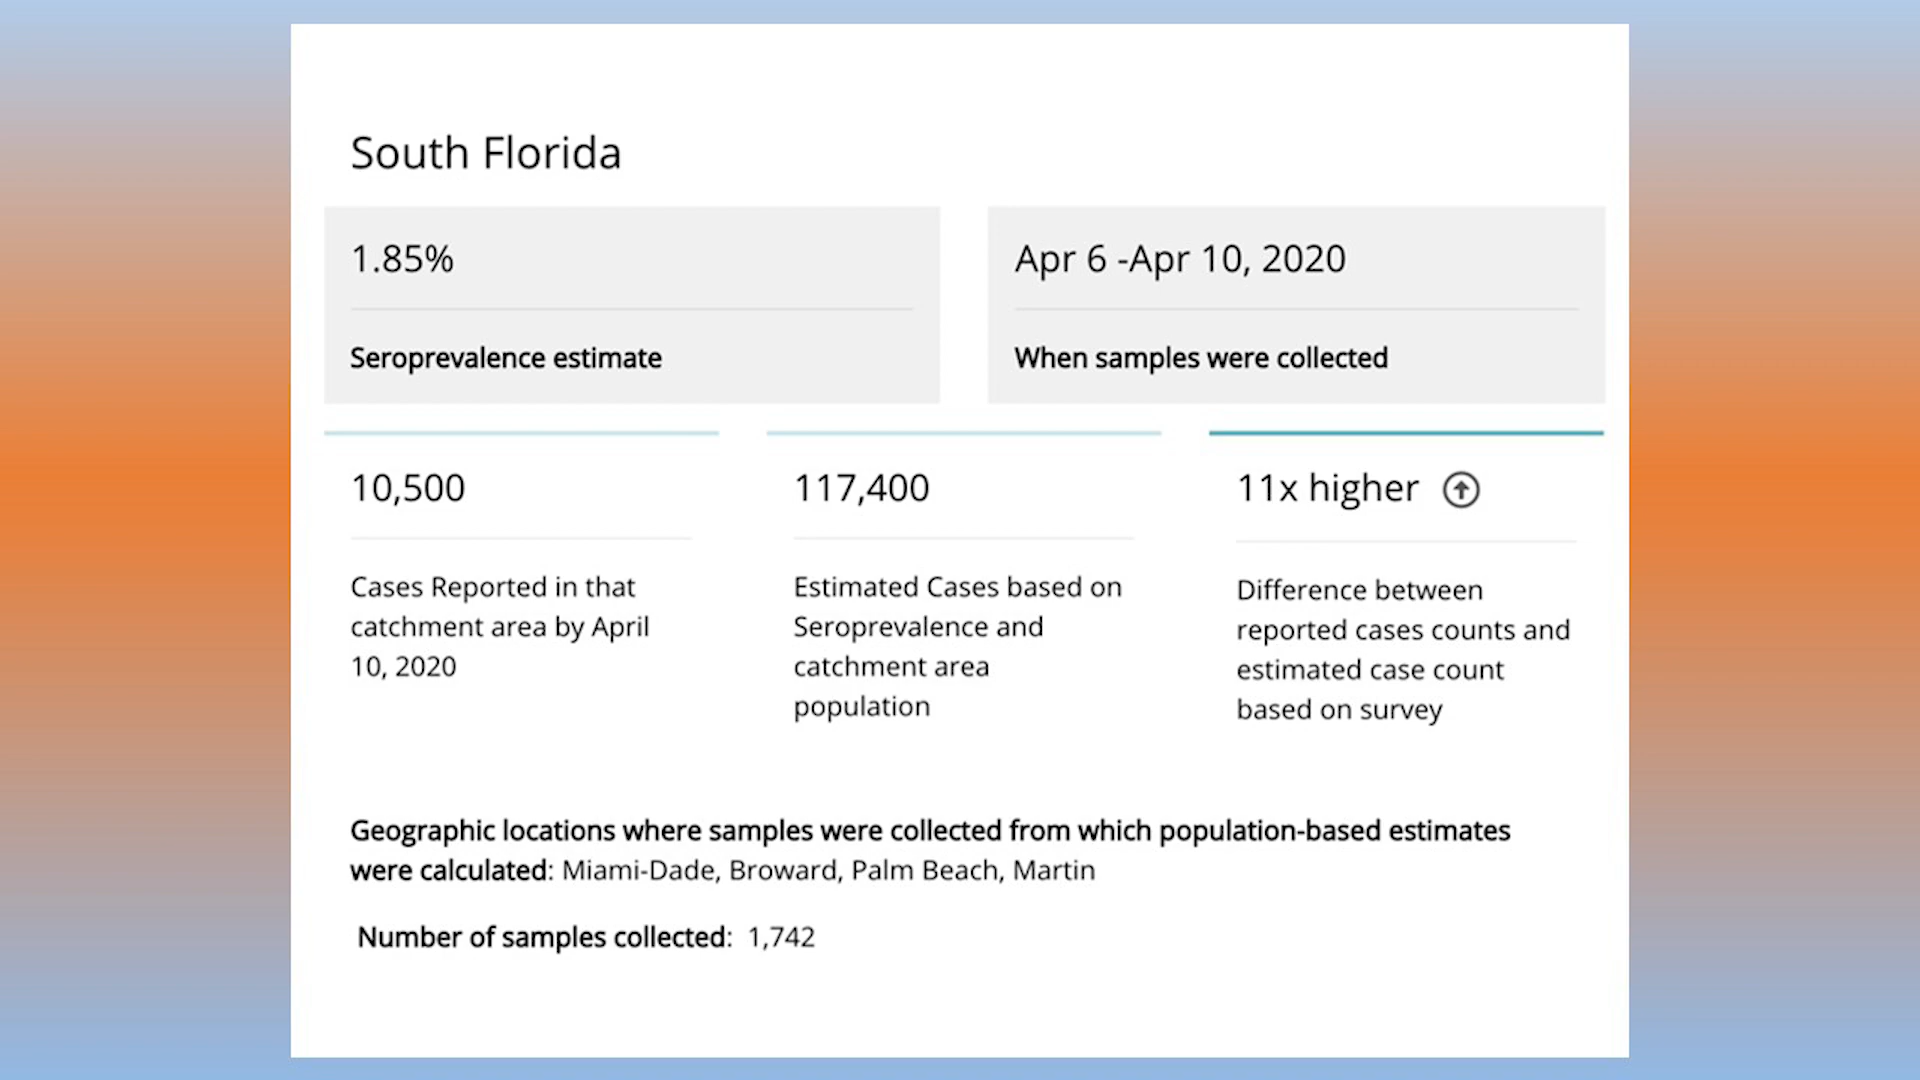 South Florida
1.85%
Seroprevalence estimate
Apr 6 -Apr 10, 2020
When samples were collected
10,500
Cases Reported in that
catchment area by April
10, 2020
117,400
Estimated Cases based on
Seroprevalence and
catchment area
population
11x higher
Difference between
reported cases counts and
estimated case count
based on survey
Geographic locations where samples were collected from which population-based estimates
were calculated: Miami-Dade, Broward, Palm Beach, Martin
Number of samples collected: 1,742